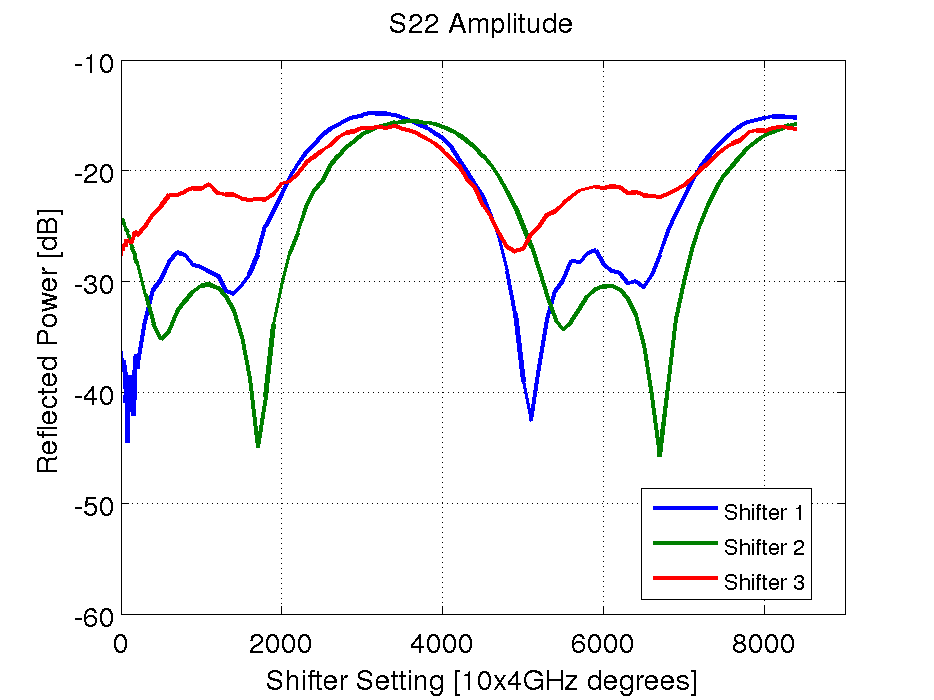 S22 Amplitude
Reflected Power [dB]
-10
-20
-30
-40
-50
-60
0 2000 4000 6000 8000
Shifter Setting [10x4GHz degrees]
Shifter 1
Shifter 2
Shifter 3